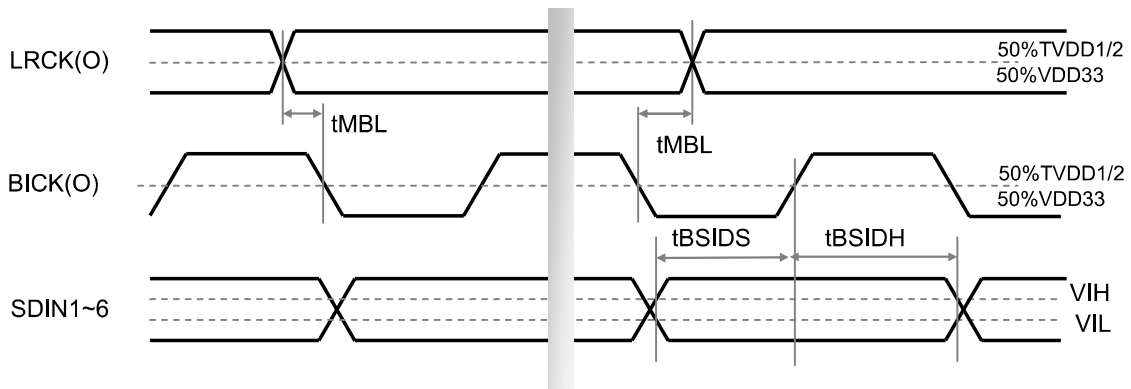 LRCK(O)
50%TVDD1/2
50%VDD33
tMBL
tMBL
BICK(O)
50%TVDD1/2
50%VDD33
tBSIDS
tBSIDH
SDIN1~6
VIH
VIL